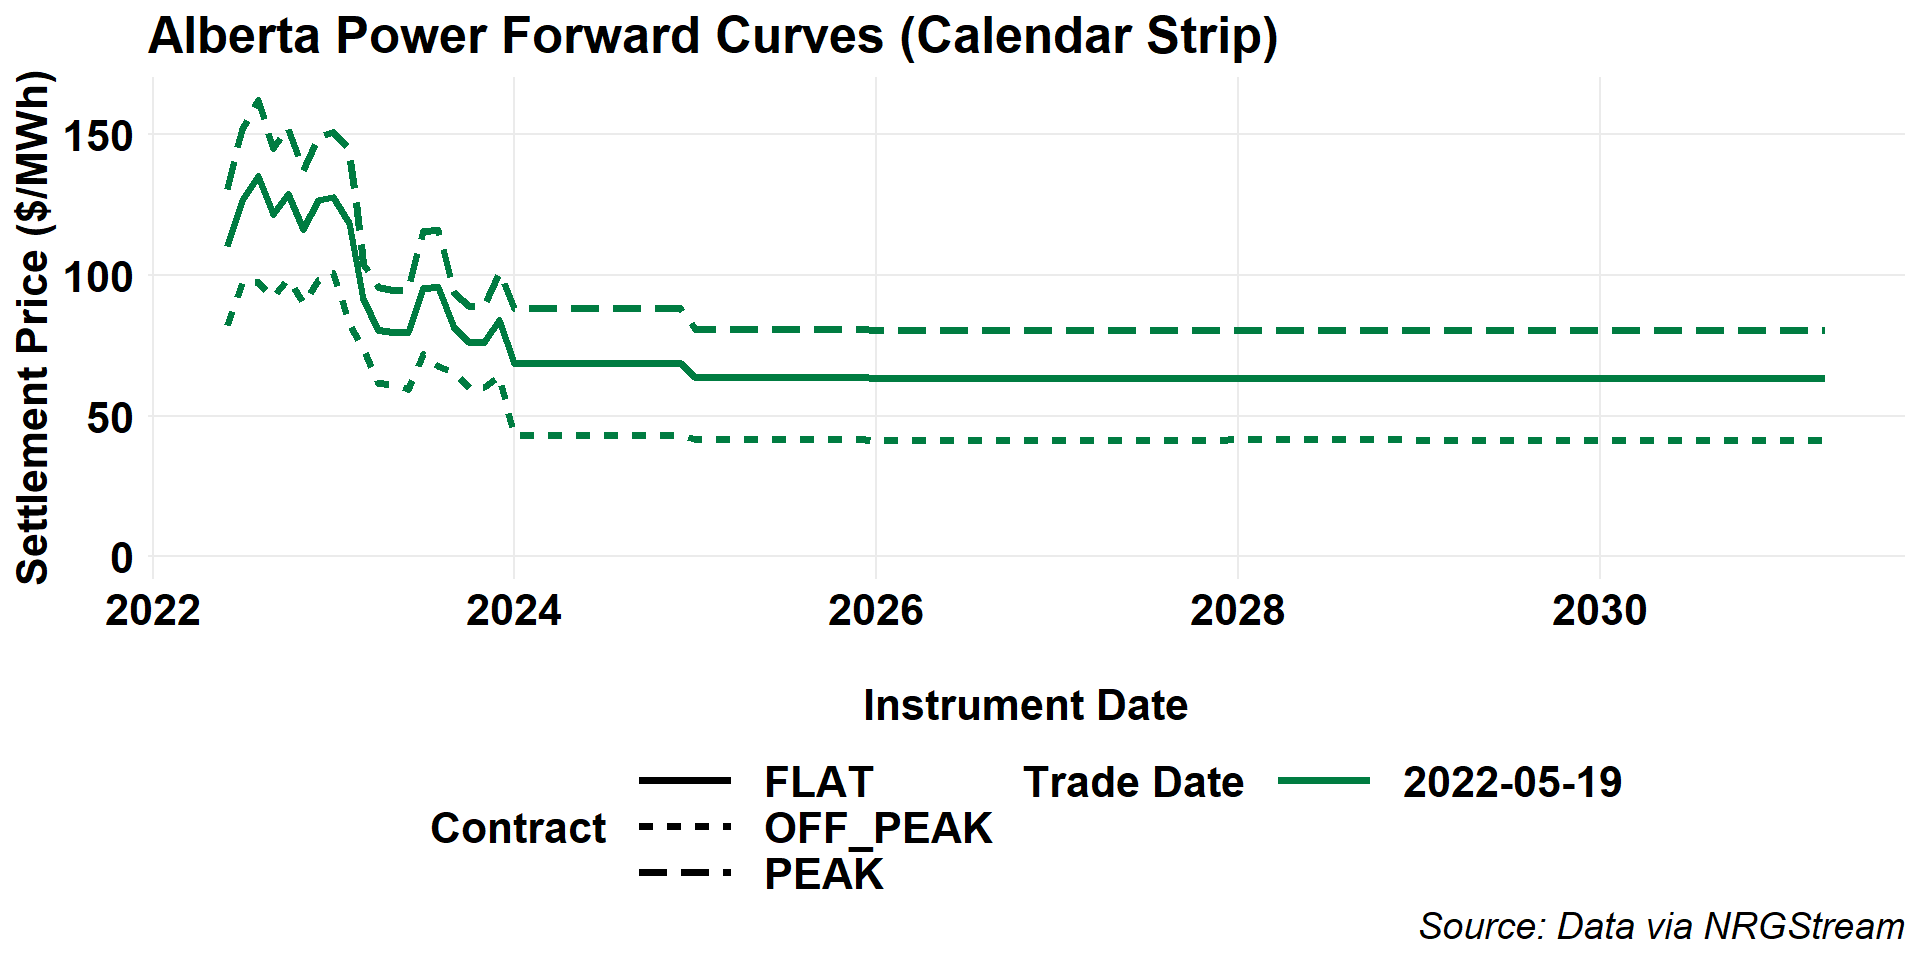 Alberta Power Forward Curves (Calendar Strip)
Settlement Price ($/MWh)
150
100
50
0
2022 2024 2026 2028 2030
Instrument Date
Contract
FLAT
OFF_PEAK
PEAK
Trade Date
2022-05-19
Source: Data via NRGStream